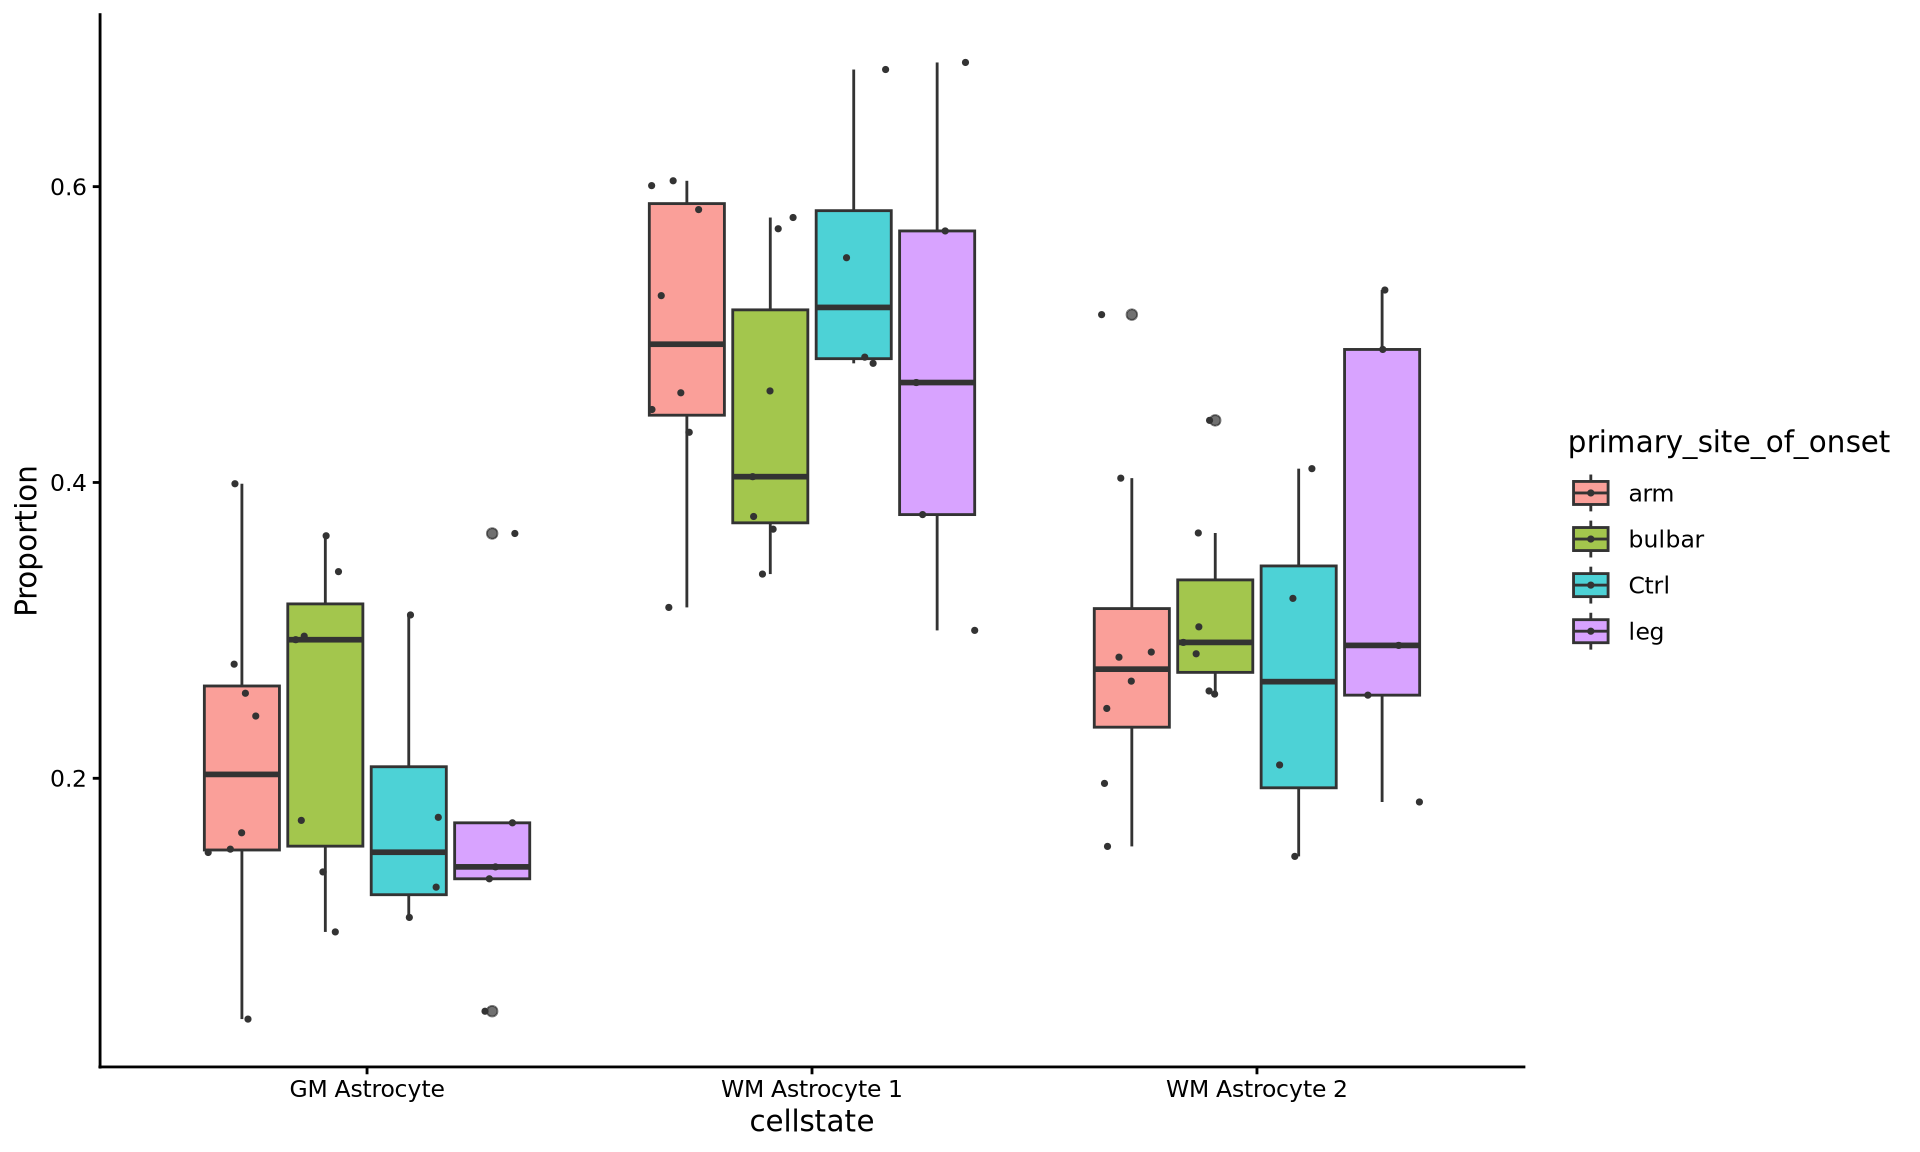 Proportion
0.6
0.4
0.2
GM Astrocyte
WM Astrocyte 1
WM Astrocyte 2
cellstate
primary_site_of_onset
arm
bulbar
Ctrl
leg